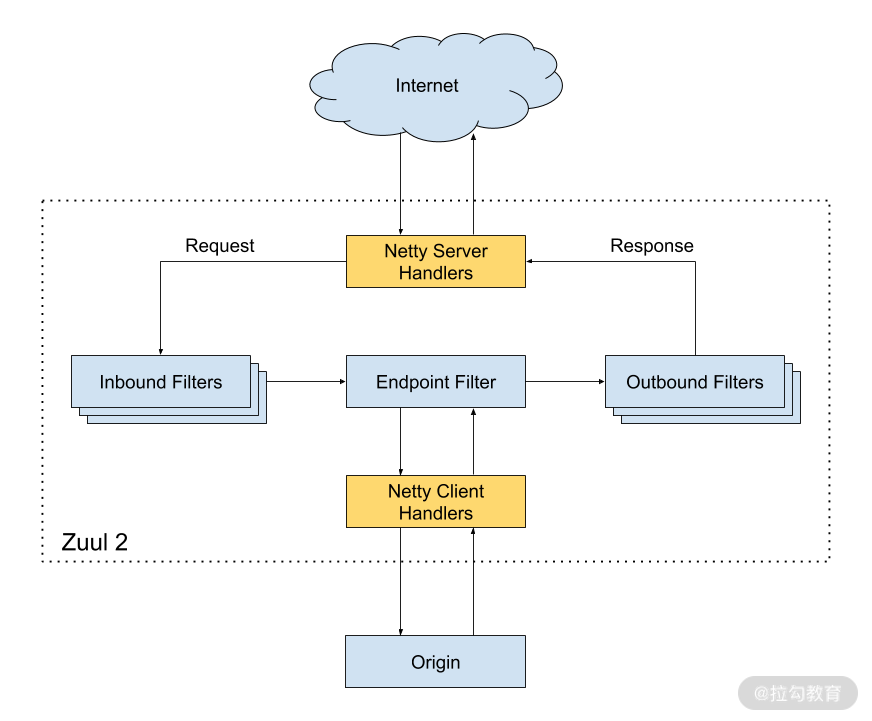 Internet
Request
Netty Server
Handlers
Response
Inbound Filters
Endpoint Filter
Outbound Filters
Netty Client
Handlers
Zuul 2
Origin
@拉勾教育